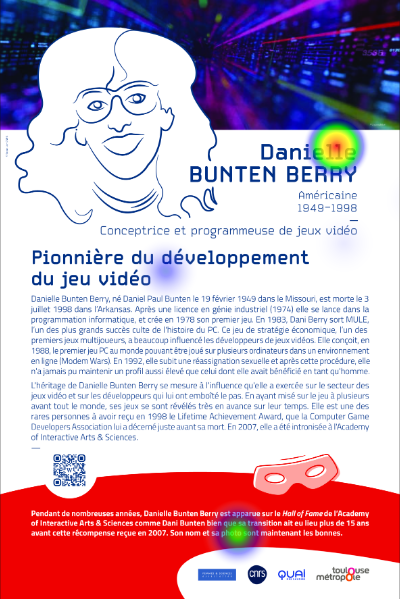 Danielle
BUNTEN BERRY
Américaine
1949-1998
Conceptrice et programmeuse de jeux vidéo
Pionnière du développement
du jeu vidéo
Danielle Bunten Berry, né Daniel Paul Bunten le 19 février 1949 dans le Missouri, est morte le 3
juillet 1998 dans l'Arkansas. Après une licence en génie industriel (1974) elle se lance dans la
programmation informatique, et crée en 1978 son premier jeu. En 1983, Dani Berry sort MULE,
l'un des plus grands succès culte de l'histoire du PC. Ce jeu de stratégie économique, l'un des
premiers jeux multijoueurs, a beaucoup influencé les développeurs de jeux vidéos. Elle conçoit, en
1988, le premier jeu PC au monde pouvant être joué sur plusieurs ordinateurs dans un environnement
en ligne (Modem Wars). En 1992, elle subit une réassignation sexuelle et après cette procédure, elle
n'a jamais pu maintenir un profil aussi élevé que celui dont elle avait bénéficié en tant qu'homme.
L'héritage de Danielle Bunten Berry se mesure à l'influence qu'elle a exercée sur le secteur des
jeux vidéo et sur les développeurs qui lui ont emboîté le pas. En ayant misé sur le jeu à plusieurs
avant tout le monde, ses jeux se sont révélés très en avance sur leur temps. Elle est une des
rares personnes à avoir reçu en 1998 le Lifetime Achievement Award, que la Computer Game
Developers Association lui a décerné juste avant sa mort. En 2007, elle a été intronisée à l'Academy
of Interactive Arts & Sciences.
Pendant de nombreuses années, Danielle Bunten Berry est apparue sur le Hall of Fame de l'Academy
of Interactive Arts & Sciences comme Dani Bunten bien que sa transition ait eu lieu plus de 15 ans
avant cette récompense reçue en 2007. Son nom et sa photo sont maintenant les bonnes.
cnrs
QUAI
toulouse
métropole